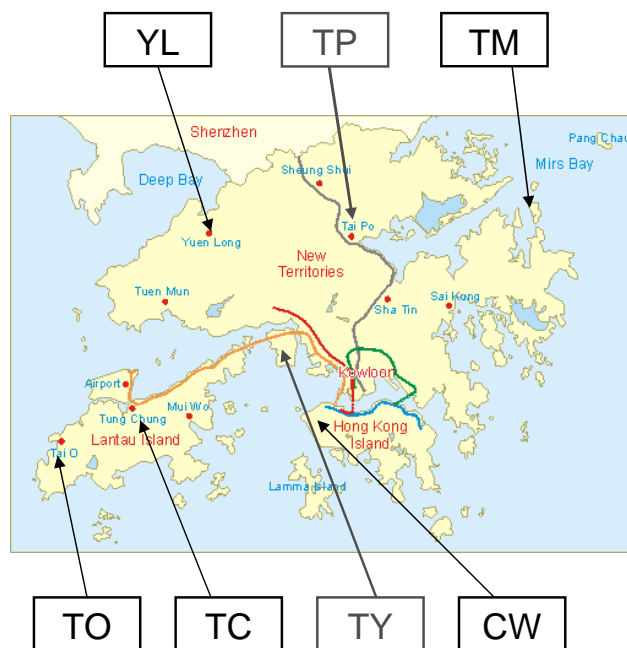 YL
TP
TM
Shenzhen
Pang Chau
Mirs Bay
Deep Bay
Sheung Shui
Tai Po
Yuen Long
New
Territories
Tuen Mun
Sha Tin
Sai Kung
Kowloon
Airport
Tung Chung
Mui Wo
Lantau Island
Hong Kong
Island
Tai O
Lamma Island
TO
TC
TY
CW